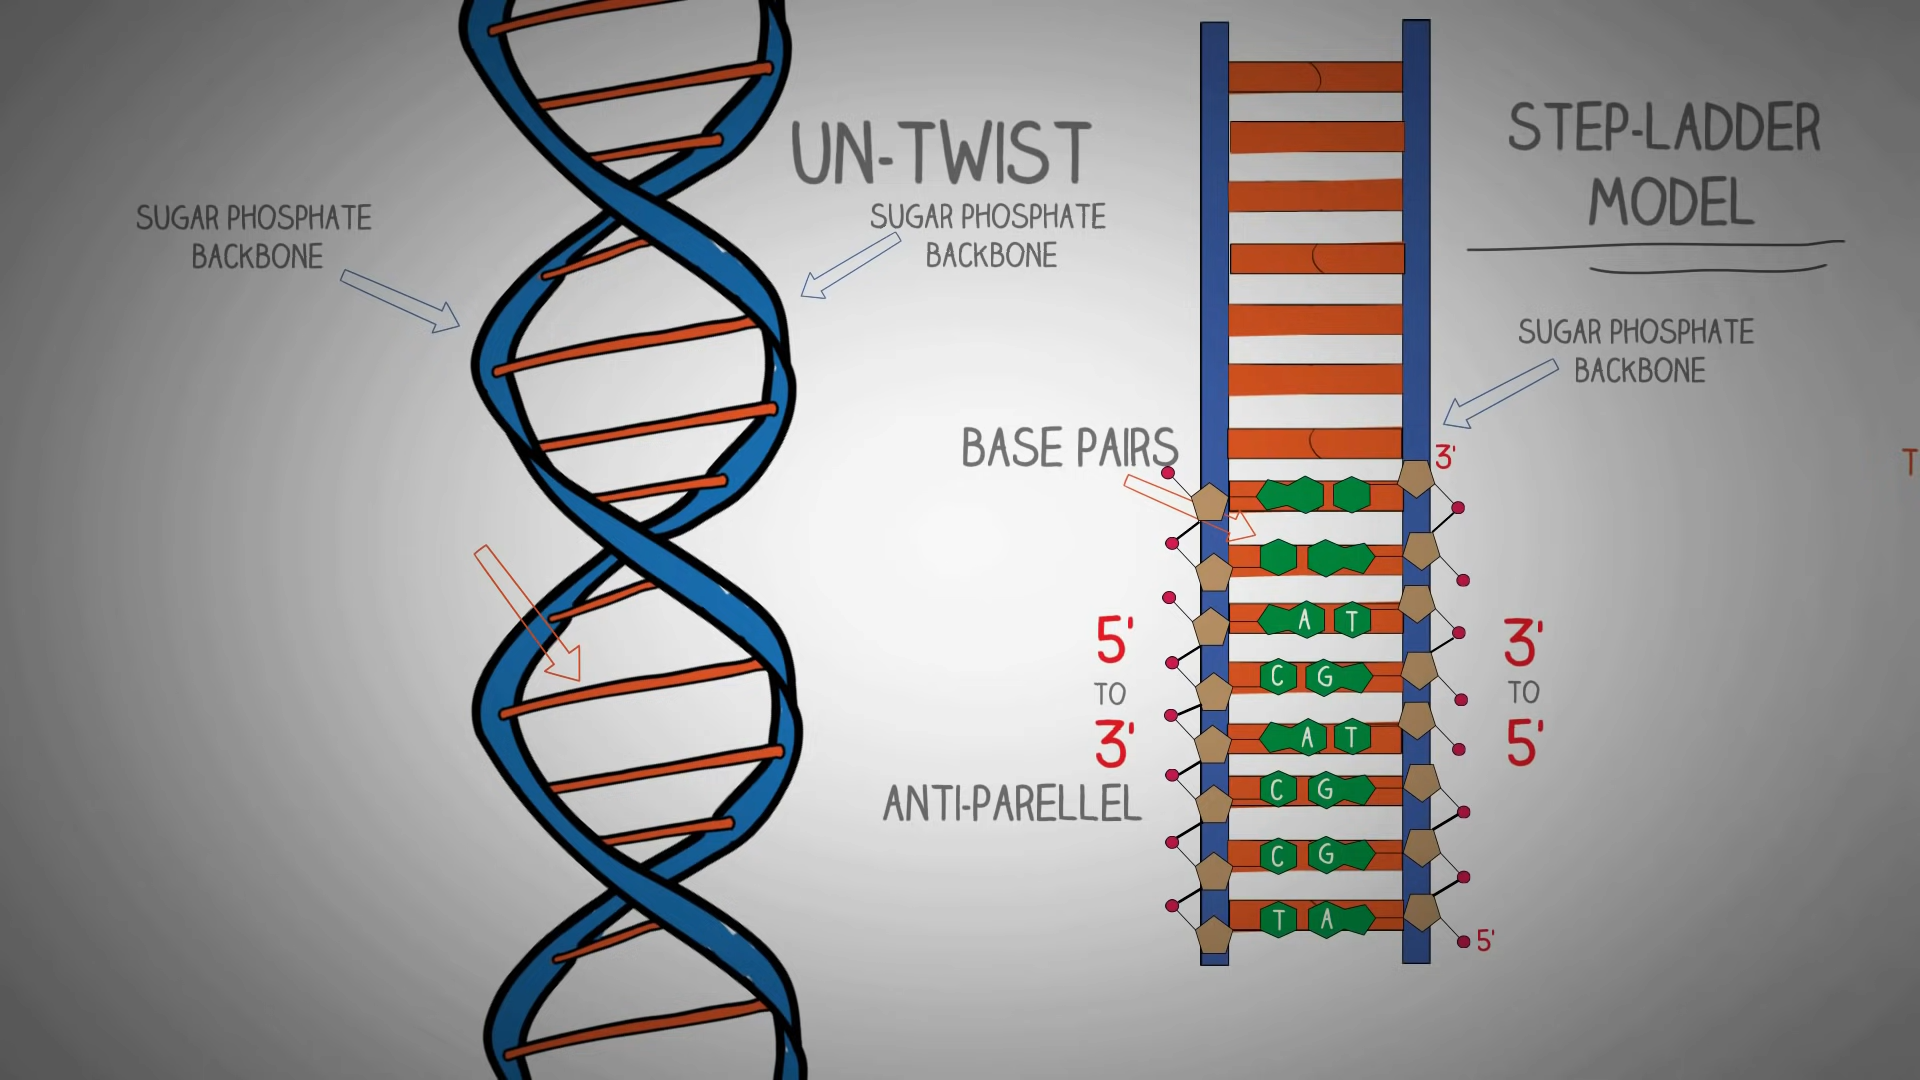 UN-TWIST
STEP-LADDER
MODEL
SUGAR PHOSPHATE
BACKBONE
SUGAR PHOSPHATE
BACKBONE
SUGAR PHOSPHATE
BACKBONE
BASE PAIRS
3'
T
5'
TO
3'
3'
TO
5'
ANTI-PARELLEL
A T
C G
A T
C G
C G
T A
5'